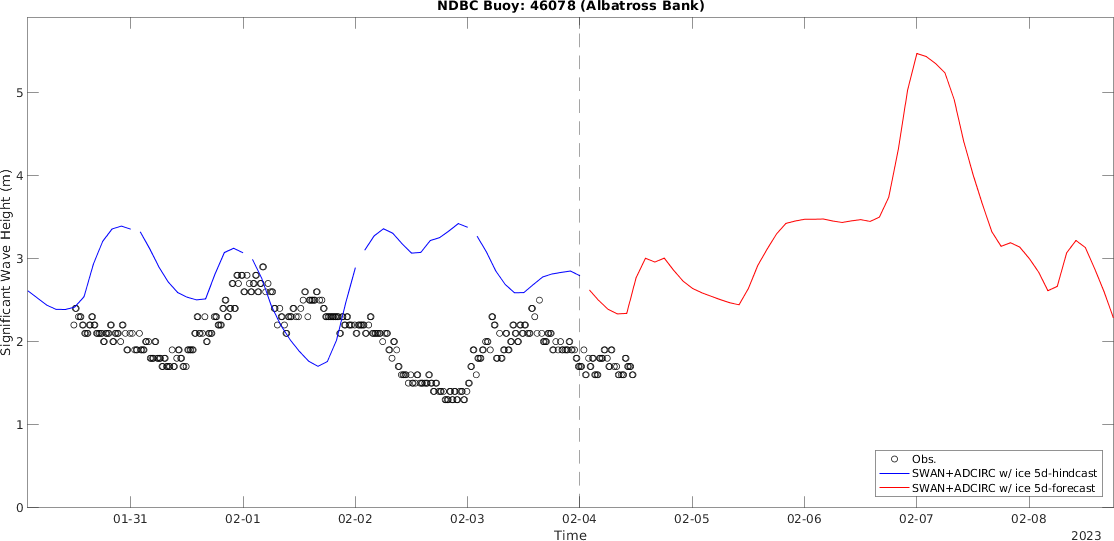 NDBC Buoy: 46078 (Albatross Bank)
Significant Wave Height (m)
5
4
3
2
1
0
Obs.
SWAN+ADCIRC w/ ice 5d-hindcast
SWAN+ADCIRC w/ ice 5d-forecast
01-31 02-01 02-02 02-03 02-04 02-05 02-06 02-07 02-08
Time
2023